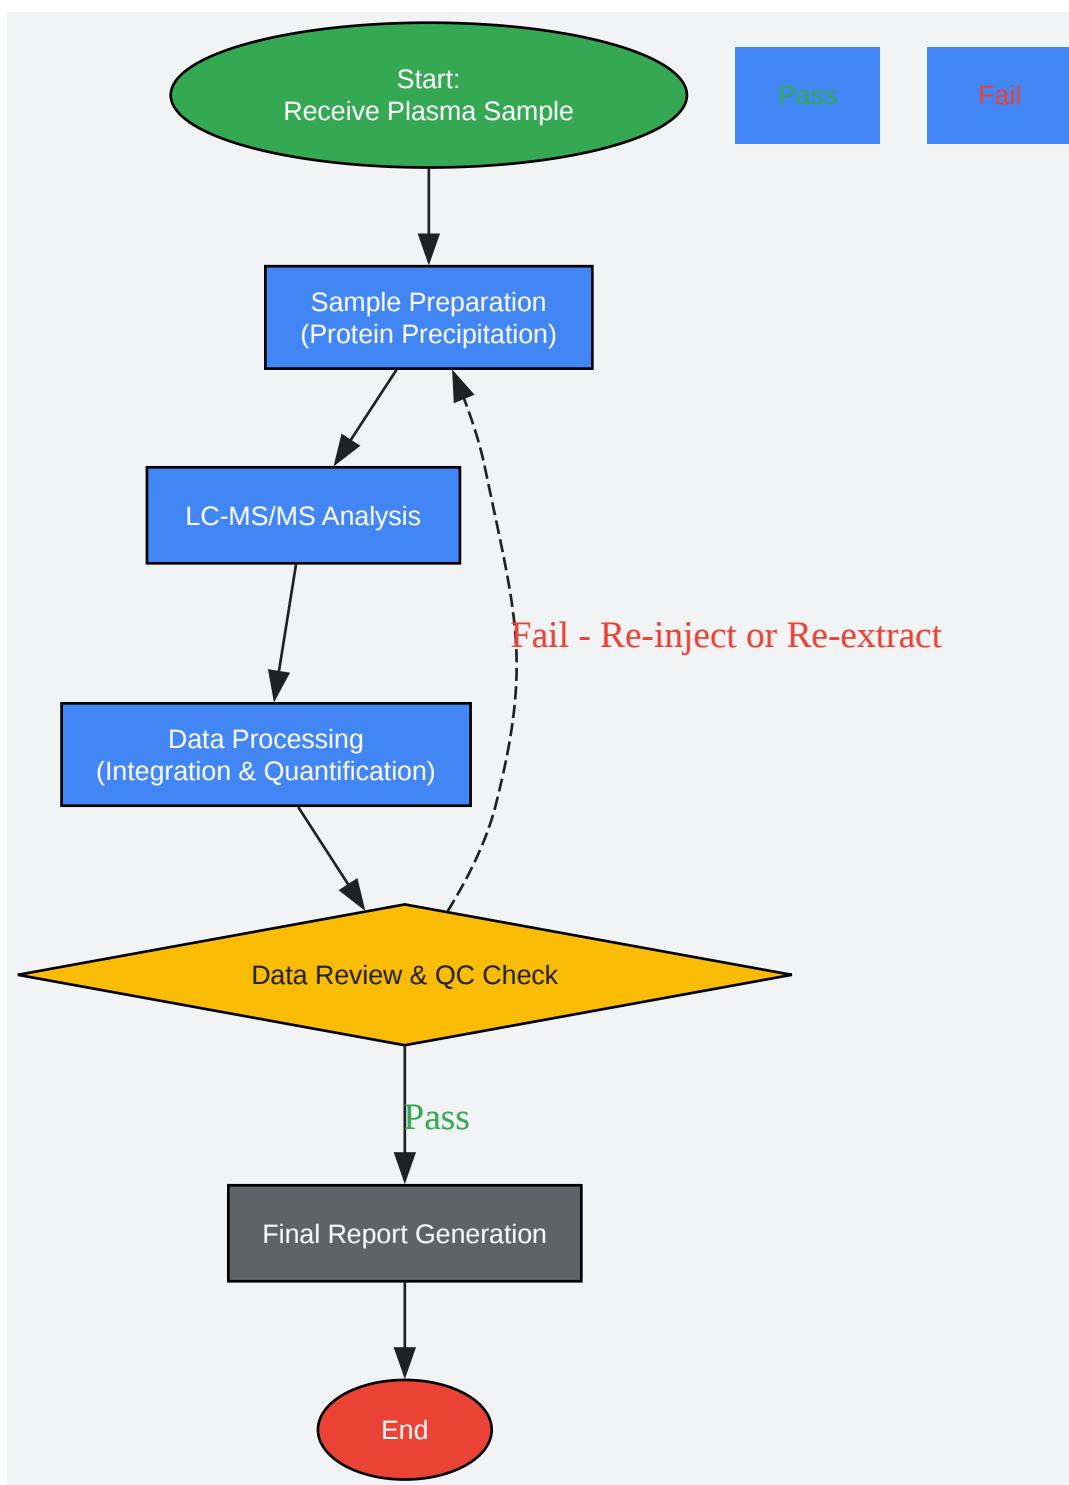 Start:
Receive Plasma Sample
Pass
Fail
Sample Preparation
(Protein Precipitation)
LC-MS/MS Analysis
Fail - Re-inject or Re-extract
Data Processing
(Integration & Quantification)
Data Review & QC Check
Pass
Final Report Generation
End